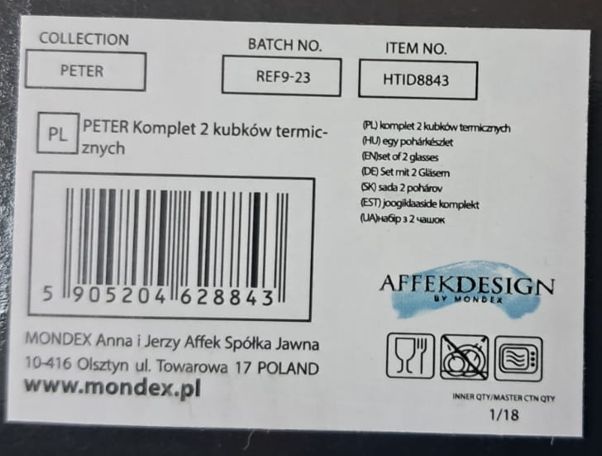 COLLECTION
BATCH NO.
ITEM NO.
PETER
REF9-23
HTID8843
PL
PETER Komplet 2 kubków termic-
znych
(PL) komplet 2 kubków termicznych
(HU) egy pohárkészlet
(EN)set of 2 glasses
(DE) Set mit 2 Gläsern
(SK) sada 2 pohárov
(EST) joogiklaaside komplekt
(UA)набір з 2 чашок
5 905204 628843
AFFEKDESIGN
BY MONDEX
MONDEX Anna i Jerzy Affek Spółka Jawna
10-416 Olsztyn ul. Towarowa 17 POLAND
www.mondex.pl
INNER QTY/MASTER CTN QTY
1/18